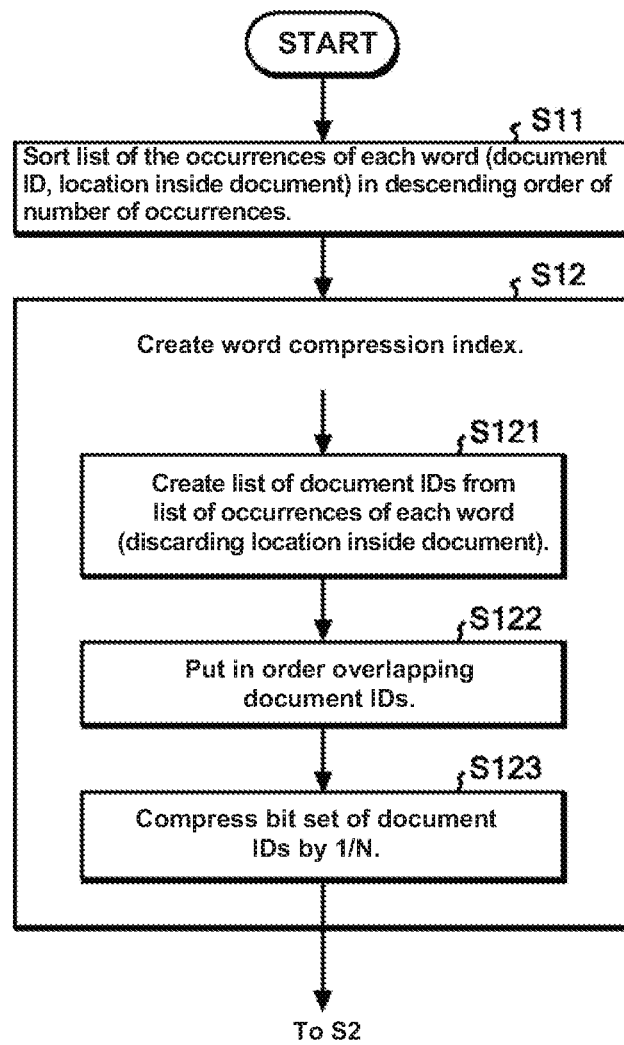 START
S11
Sort list of the occurrences of each word (document
ID, location inside document) in descending order of
number of occurrences.
S12
Create word compression index.
S121
Create list of document IDs from
list of occurrences of each word
(discarding location inside document).
S122
Put in order overlapping
document IDs.
S123
Compress bit set of document
IDs by 1/N.
To S2